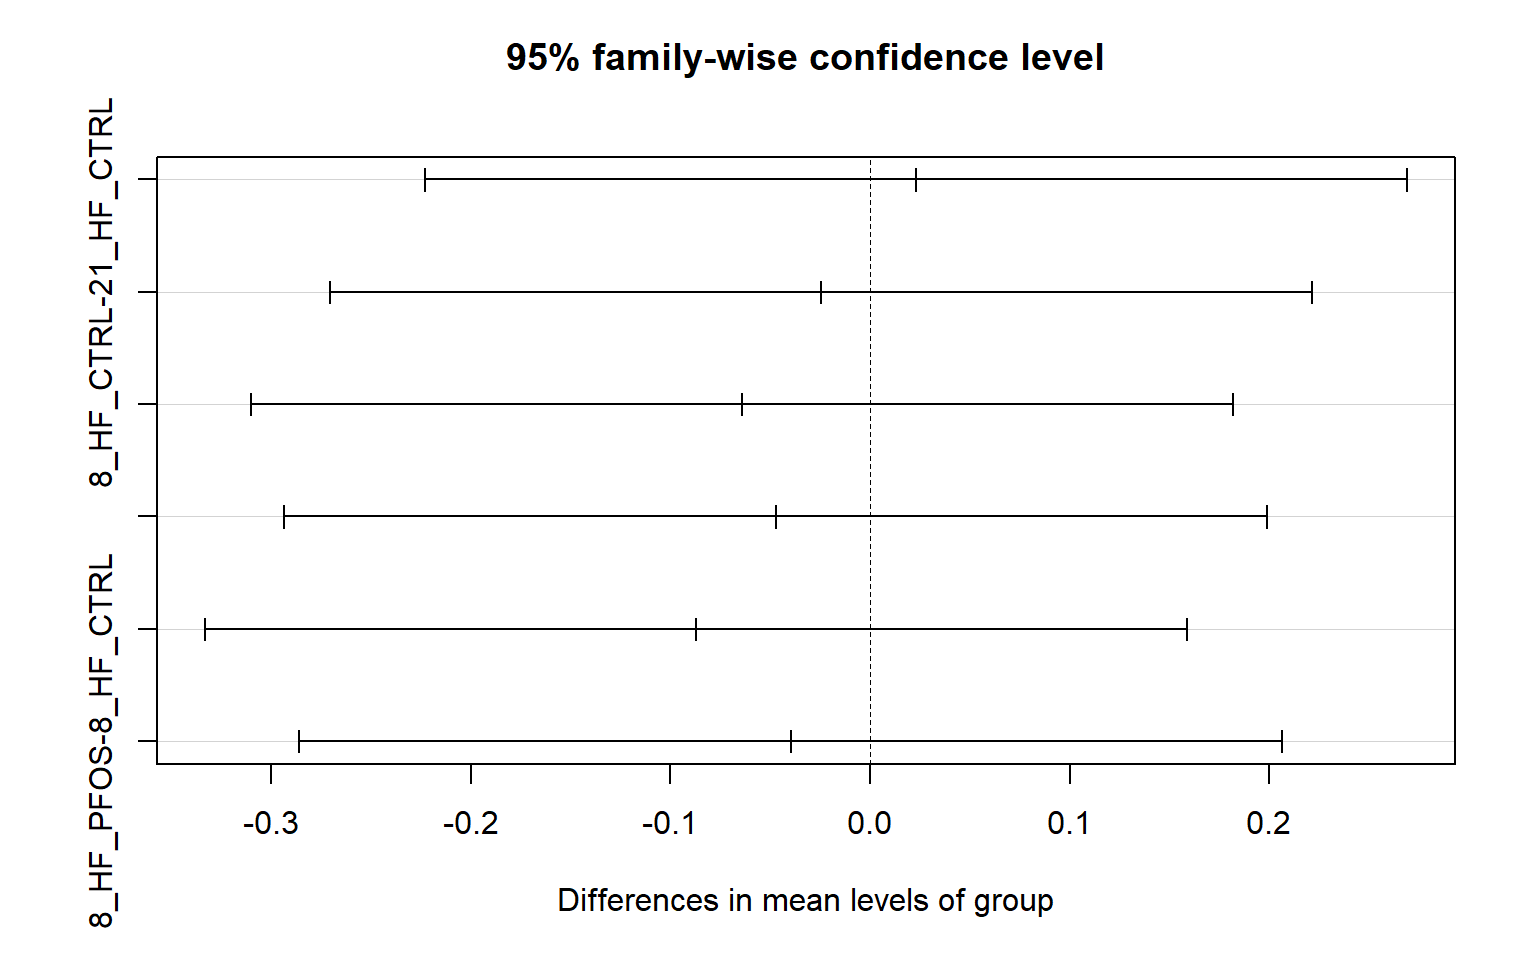 95% family-wise confidence level
8_HF_CTRL-21_HF_CTRL
8_HF_PFOS-8_HF_CTRL
-0.3 -0.2 -0.1 0.0 0.1 0.2
Differences in mean levels of group